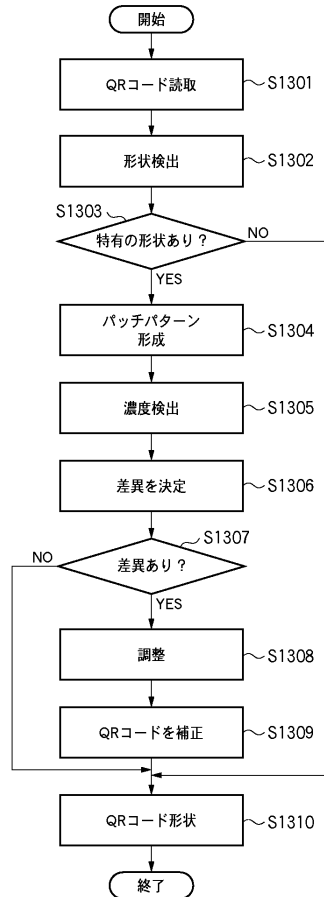 開始
QRコード読取
S1301
形状検出
S1302
S1303
特有の形状あり?
NO
YES
パッチパターン
形成
S1304
濃度検出
S1305
差異を決定
S1306
S1307
NO
差異あり?
YES
調整
S1308
QRコードを補正
S1309
QRコード形状
S1310
終了